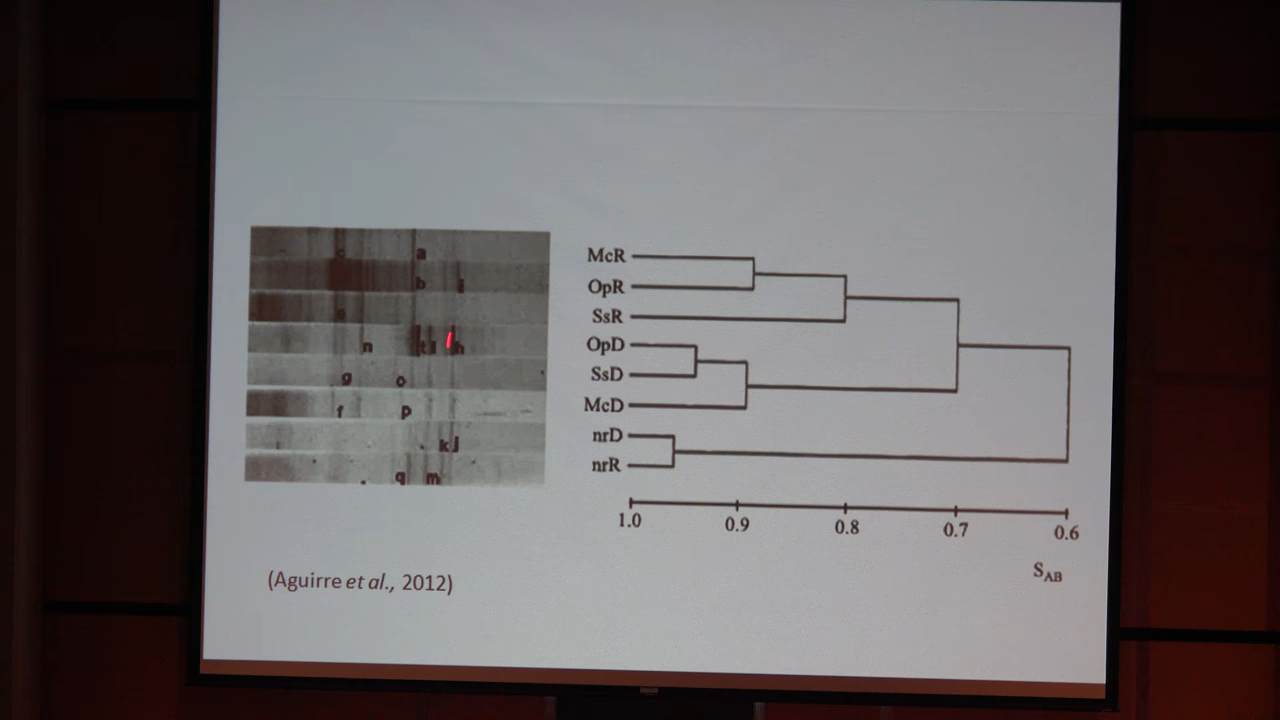 c a
b i
n t l h
g o
f p
k j
q m
McR
OpR
SsR
OpD
SsD
McD
nrD
nrR
1.0 0.9 0.8 0.7 0.6
SAB
(Aguirre et al., 2012)